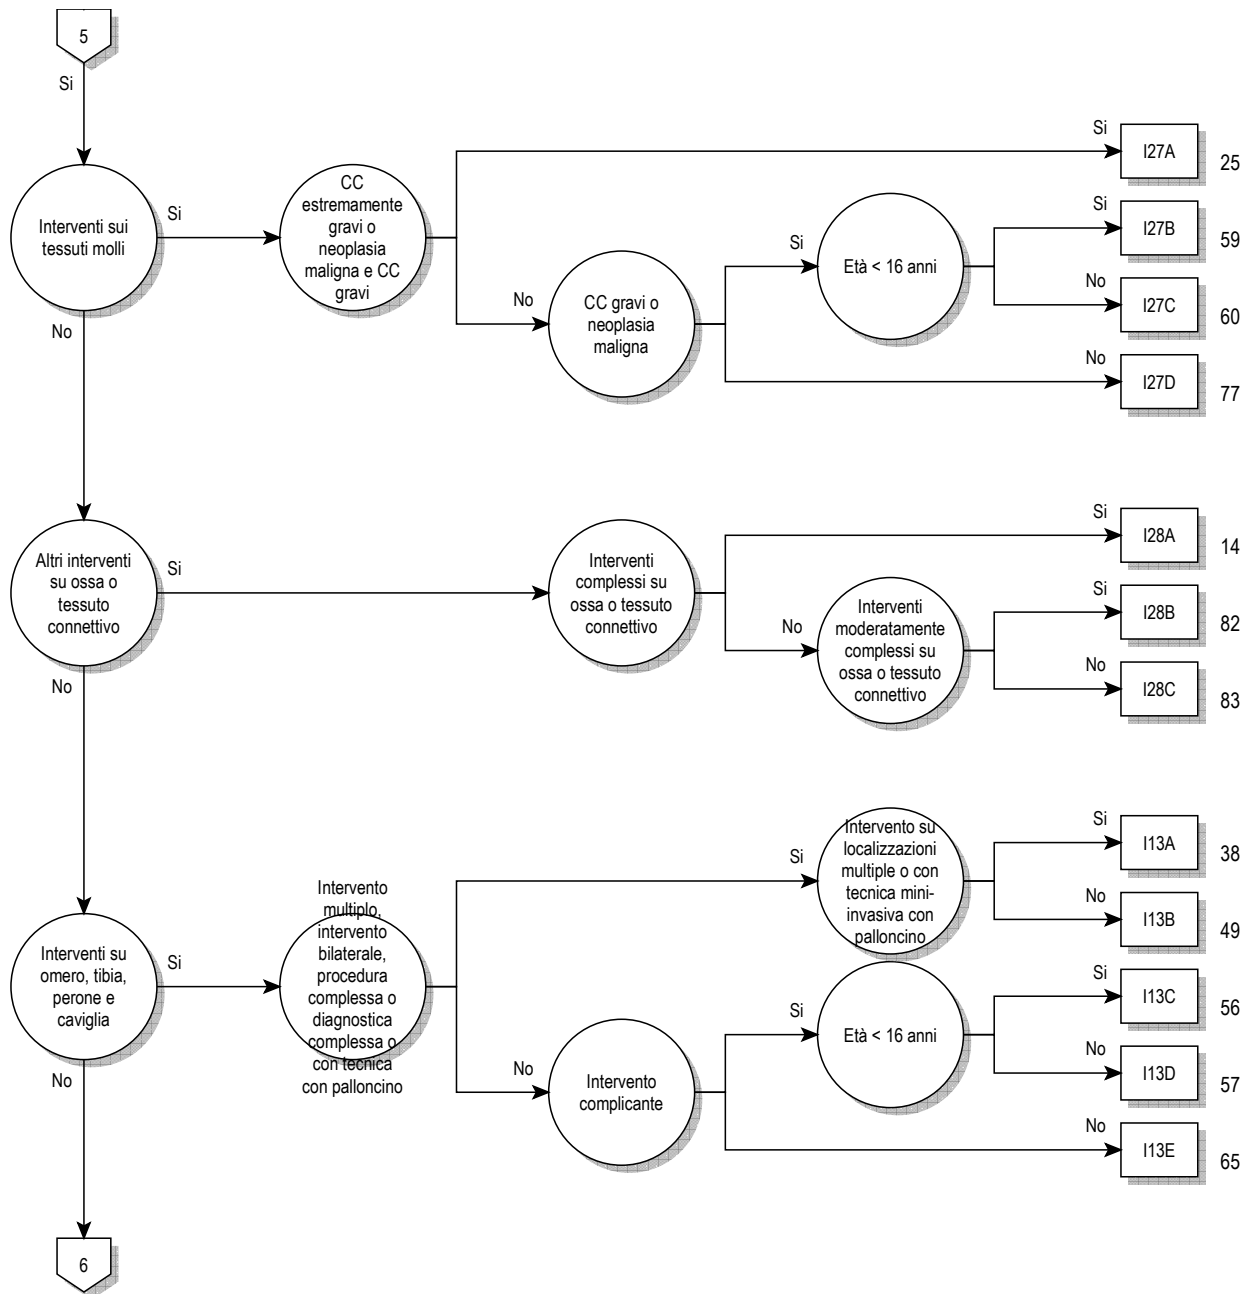 5
Si
Interventi sui
tessuti molli
Si
CC
estremamente
gravi o
neoplasia
maligna e CC
gravi
Si
I27A
25
No
CC gravi o
neoplasia
maligna
Si
Età < 16 anni
Si
I27B
59
No
I27C
60
No
I27D
77
No
Altri interventi
su ossa o
tessuto
connettivo
Si
Interventi
complessi su
ossa o tessuto
connettivo
Si
I28A
14
No
Interventi
moderatamente
complessi su
ossa o tessuto
connettivo
Si
I28B
82
No
I28C
83
No
Interventi su
omero, tibia,
perone e
caviglia
Si
Intervento
multiplo,
intervento
bilaterale,
procedura
complessa o
diagnostica
complessa o
con tecnica
con palloncino
Si
Intervento su
localizzazioni
multiple o con
tecnica mini-
invasiva con
palloncino
Si
I13A
38
No
I13B
49
No
Intervento
complicante
Si
Età < 16 anni
Si
I13C
56
No
I13D
57
No
I13E
65
No
6